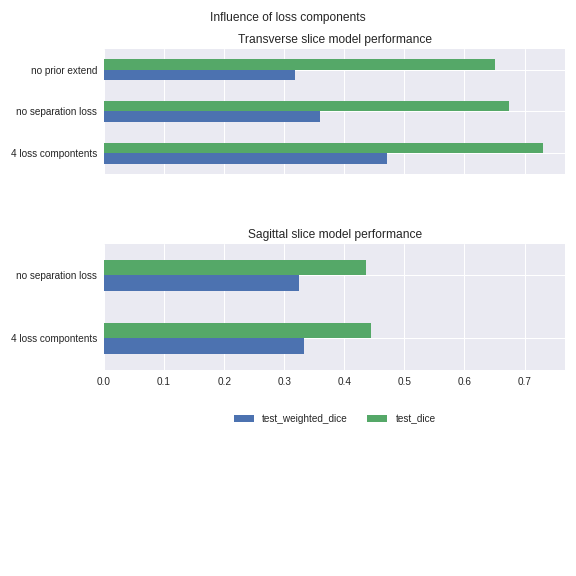 Influence of loss components
Transverse slice model performance
no prior extend
no separation loss
4 loss compontents
Sagittal slice model performance
no separation loss
4 loss compontents
0.0 0.1 0.2 0.3 0.4 0.5 0.6 0.7
test_weighted_dice test_dice